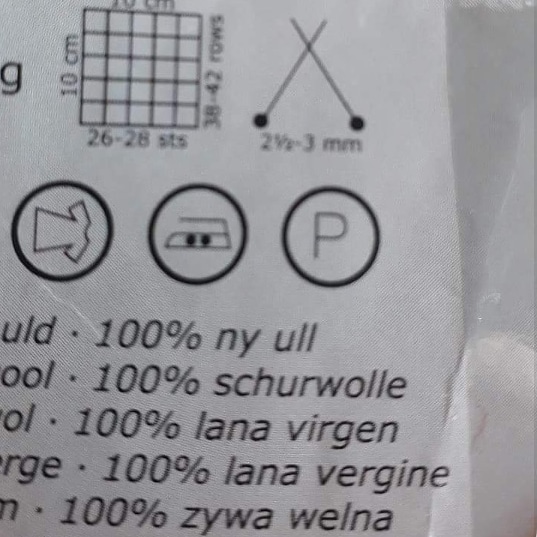 10 cm
g
10 cm
38-42 rows
26-28 sts
2½-3 mm
P
uld · 100% ny ull
ool · 100% schurwolle
ol · 100% lana virgen
rge · 100% lana vergine
m · 100% zywa welna